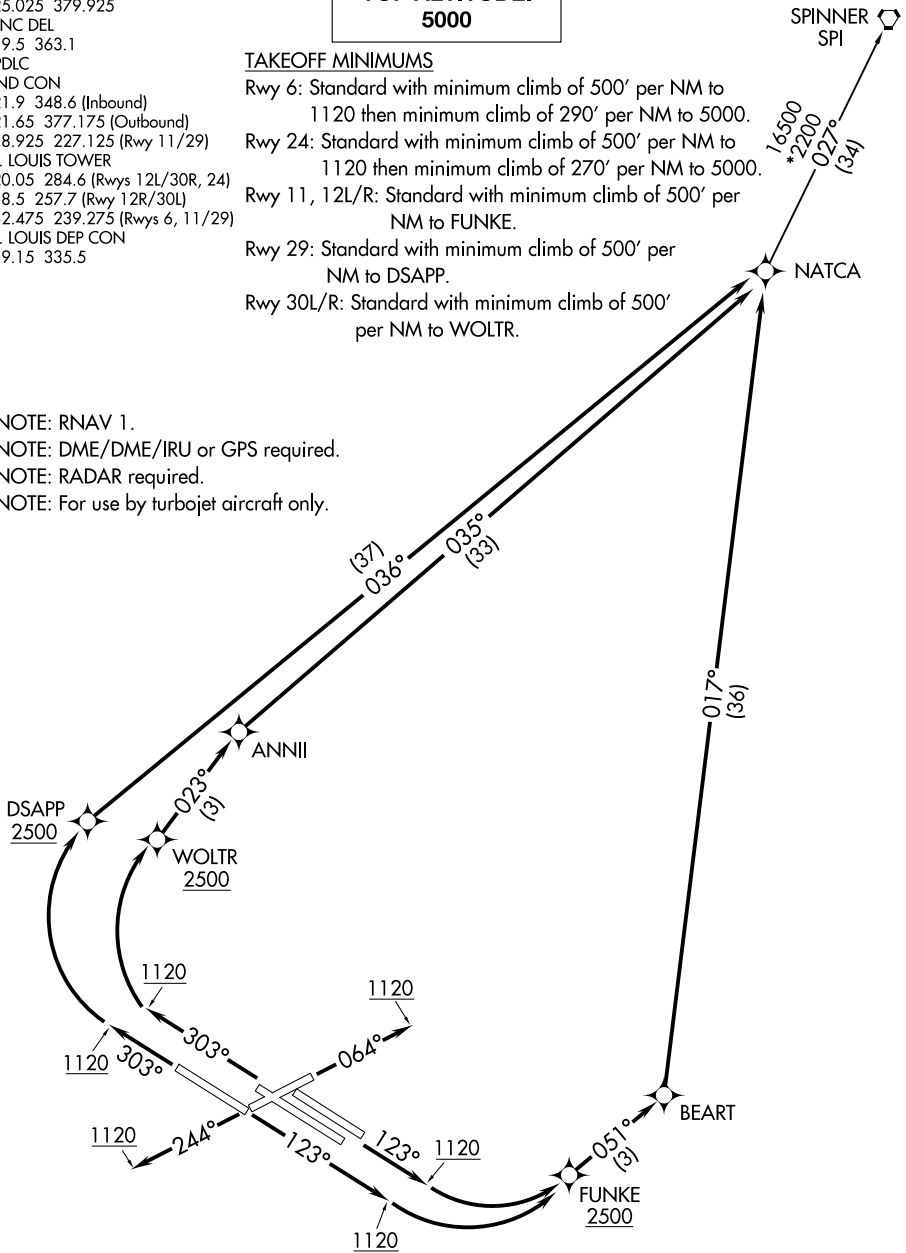 25.025 379.925
NC DEL
9.5 363.1
PDLC
ND CON
21.9 348.6 (Inbound)
21.65 377.175 (Outbound)
8.925 227.125 (Rwy 11/29)
LOUIS TOWER
20.05 284.6 (Rwys 12L/30R, 24)
8.5 257.7 (Rwy 12R/30L)
2.475 239.275 (Rwys 6, 11/29)
LOUIS DEP CON
9.15 335.5
5000
TAKEOFF MINIMUMS
Rwy 6: Standard with minimum climb of 500' per NM to
1120 then minimum climb of 290' per NM to 5000.
Rwy 24: Standard with minimum climb of 500' per NM to
1120 then minimum climb of 270' per NM to 5000.
Rwy 11, 12L/R: Standard with minimum climb of 500' per
NM to FUNKE.
Rwy 29: Standard with minimum climb of 500' per
NM to DSAPP.
Rwy 30L/R: Standard with minimum climb of 500'
per NM to WOLTR.
SPINNER
SPI
16500
*2200
027°
(34)
NATCA
NOTE: RNAV 1.
NOTE: DME/DME/IRU or GPS required.
NOTE: RADAR required.
NOTE: For use by turbojet aircraft only.
(37)
036°
035°
(33)
017°
(36)
ANNII
023°
(3)
DSAPP
2500
WOLTR
2500
1120
1120
303°
064°
1120
303°
BEART
1120
244°
123°
123°
1120
051°
(3)
FUNKE
2500
1120